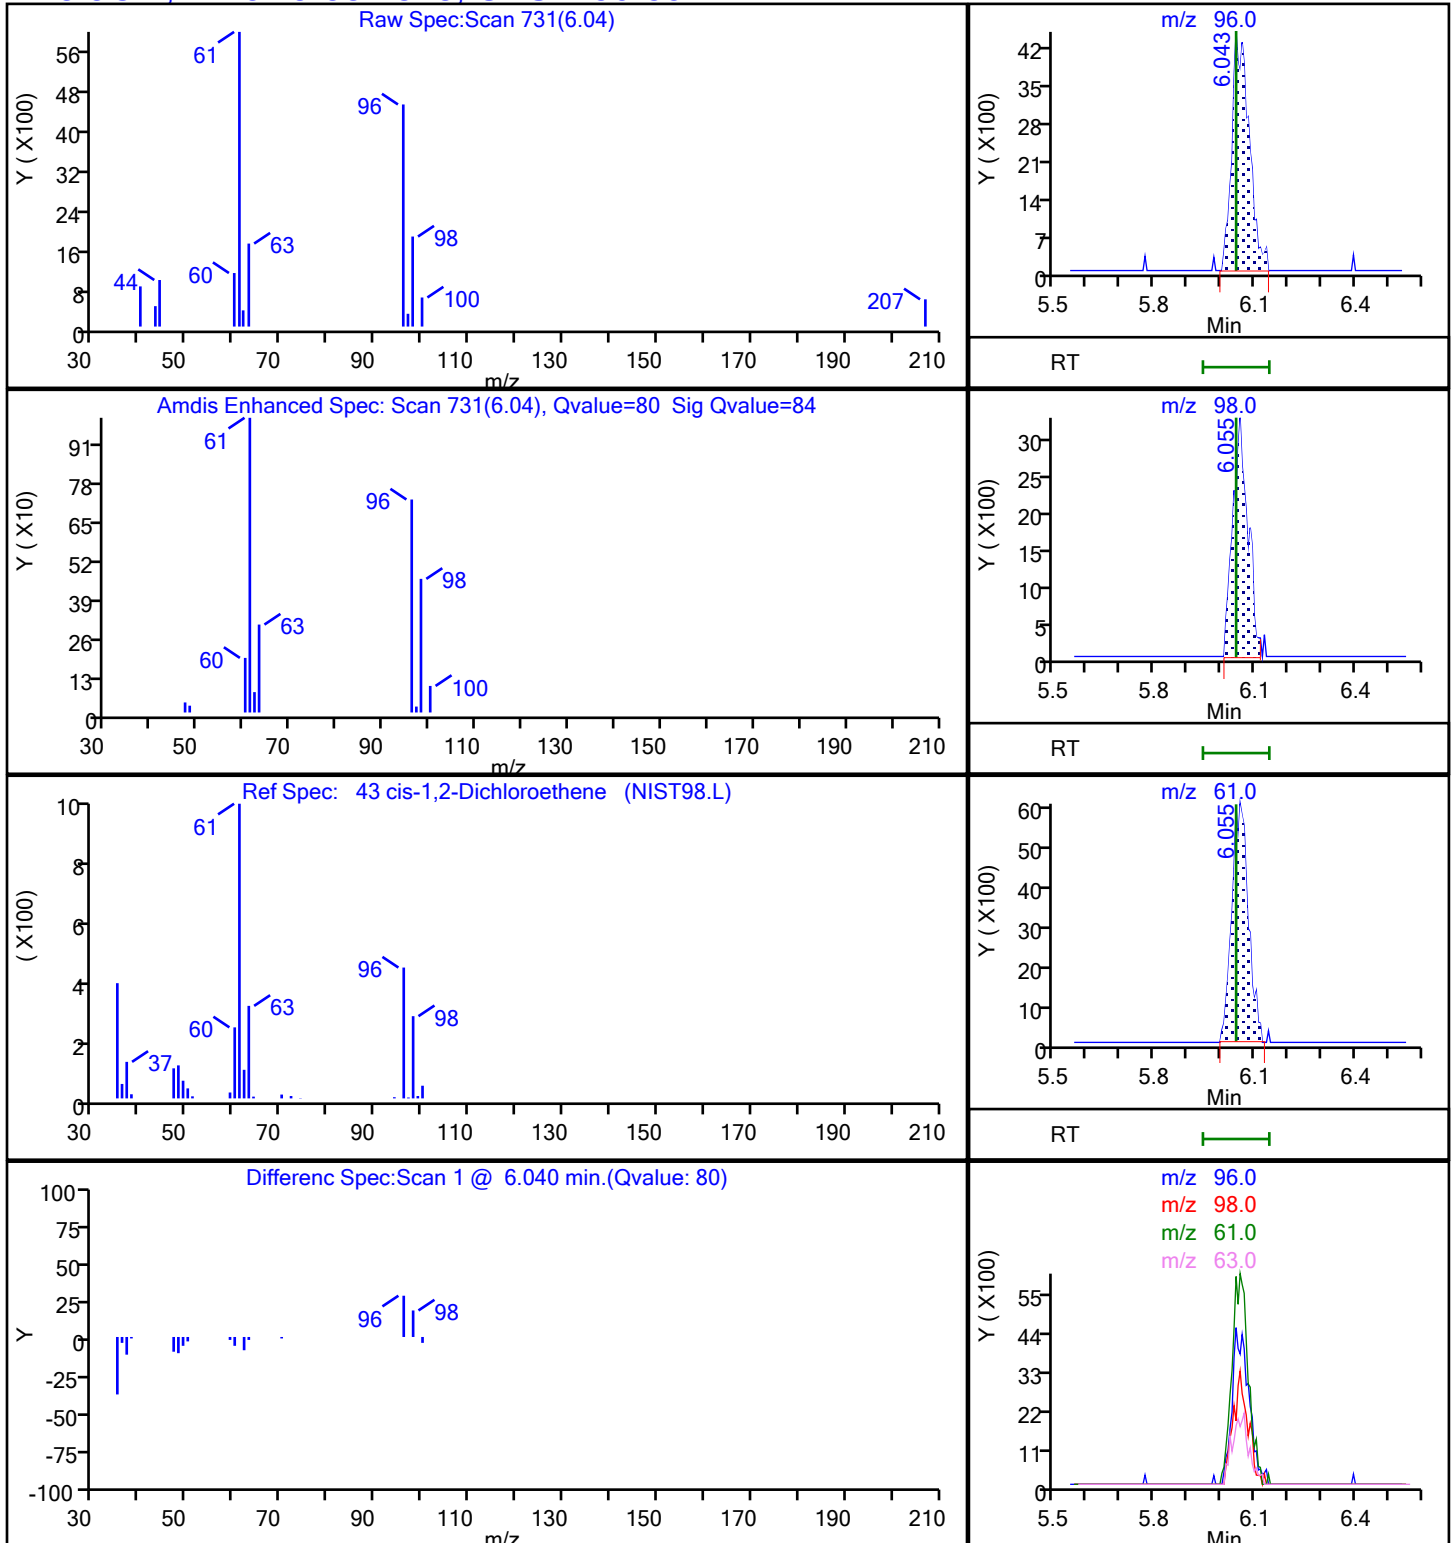 Raw Spec:Scan 731(6.04)
Y ( X100)
56
48
40
32
24
16
8
0
61
96
44
60
63
98
100
207
30 50 70 90 110 130 150 170 190 210
m/z
m/z 96.0
Y ( X100)
42
35
28
21
14
7
0
6.043
5.5 5.8 6.1 6.4
Min
RT
Amdis Enhanced Spec: Scan 731(6.04), Qvalue=80 Sig Qvalue=84
Y ( X10)
91
78
65
52
39
26
13
0
61
96
98
60
63
100
30 50 70 90 110 130 150 170 190 210
m/z
m/z 98.0
Y ( X100)
30
25
20
15
10
5
0
6.055
5.5 5.8 6.1 6.4
Min
RT
Ref Spec: 43 cis-1,2-Dichloroethene (NIST98.L)
( X100)
10
8
6
4
2
0
61
96
37
60
63
98
30 50 70 90 110 130 150 170 190 210
m/z 61.0
Y ( X100)
60
50
40
30
20
10
0
6.055
5.5 5.8 6.1 6.4
Min
RT
Differenc Spec:Scan 1 @ 6.040 min.(Qvalue: 80)
Y
100
75
50
25
0
-25
-50
-75
-100
96
98
30 50 70 90 110 130 150 170 190 210
m/z
m/z 96.0
m/z 98.0
m/z 61.0
m/z 63.0
Y ( X100)
55
44
33
22
11
0
5.5 5.8 6.1 6.4
Min